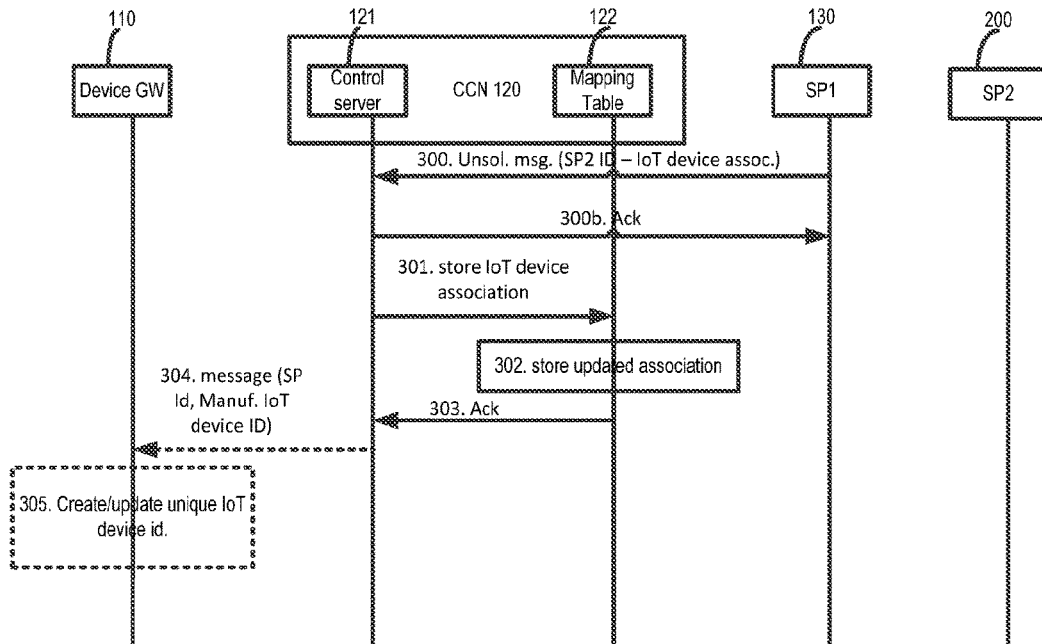 110
121
122
130
200
Device GW
Control
server
CCN 120
Mapping
Table
SP1
SP2
300. Unsol. msg. (SP2 ID – IoT device assoc.)
300b. Ack
301. store IoT device
association
302. store updated association
304. message (SP
Id, Manuf. IoT
device ID)
303. Ack
305. Create/update unique IoT
device id.